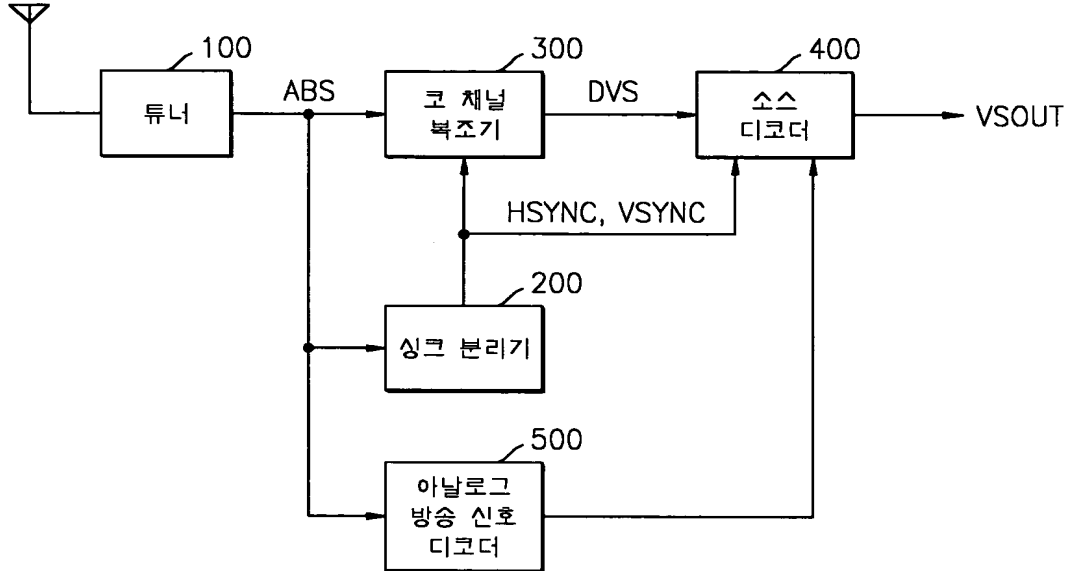 100
튜너
ABS
300
코 채널
복조기
DVS
400
소스
디코더
VSOUT
HSYNC, VSYNC
200
싱크 분리기
500
아날로그
방송 신호
디코더